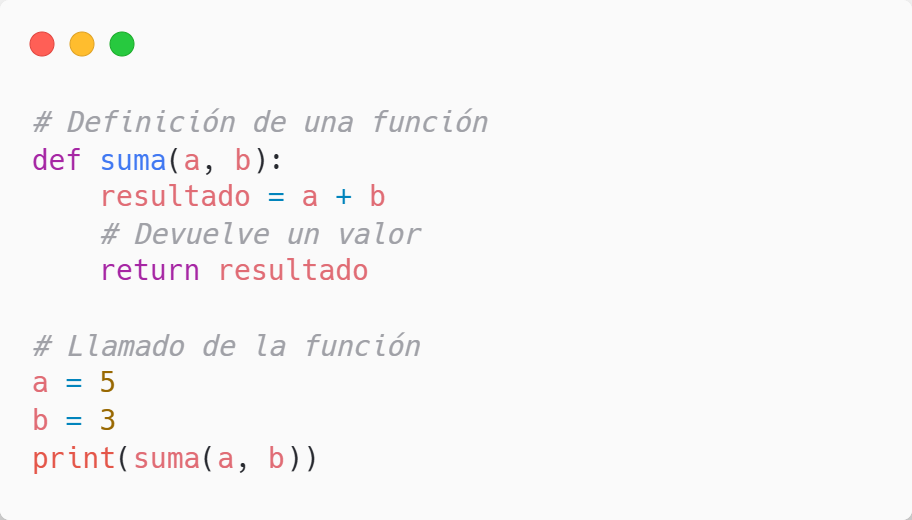 # Definición de una función
def suma(a, b):
    resultado = a + b
    # Devuelve un valor
    return resultado

# Llamado de la función
a = 5
b = 3
print(suma(a, b))